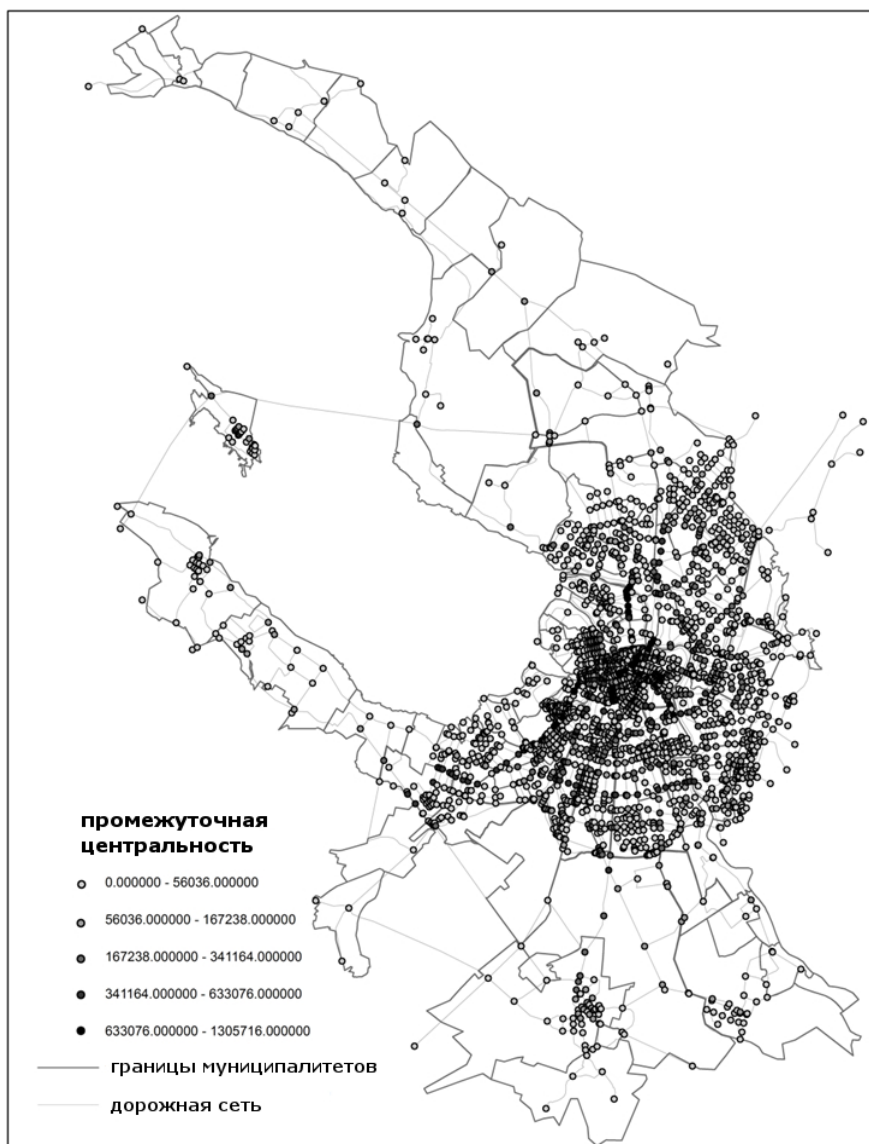 промежуточная
центральность
0.000000 - 56036.000000
56036.000000 - 167238.000000
167238.000000 - 341164.000000
341164.000000 - 633076.000000
633076.000000 - 1305716.000000
границы муниципалитетов
дорожная сеть